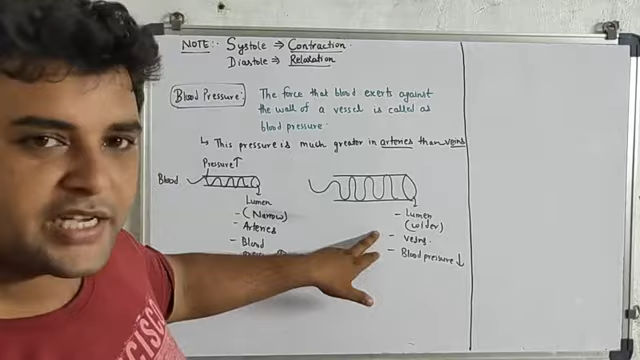 NOTE:- Systole → Contraction.
Diastole → Relaxation.
Blood Pressure:
The force that blood exerts against
the wall of a vessel is called as
blood pressure.
↳ This pressure is much greater in arteries than veins
Pressure ↑
Blood
Lumen
- (Narrow)
- Arteries
- Blood
- Lumen
(wider)
- veins.
- Blood pressure ↓